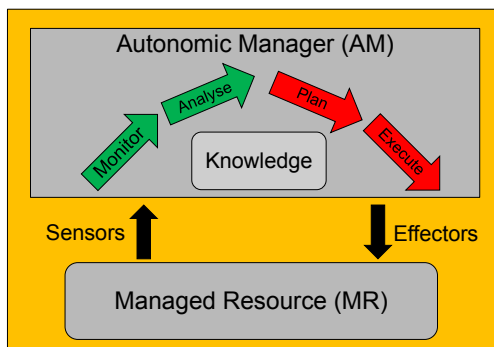 Autonomic Manager (AM)
Monitor
Analyse
Plan
Execute
Knowledge
Sensors
Effectors
Managed Resource (MR)